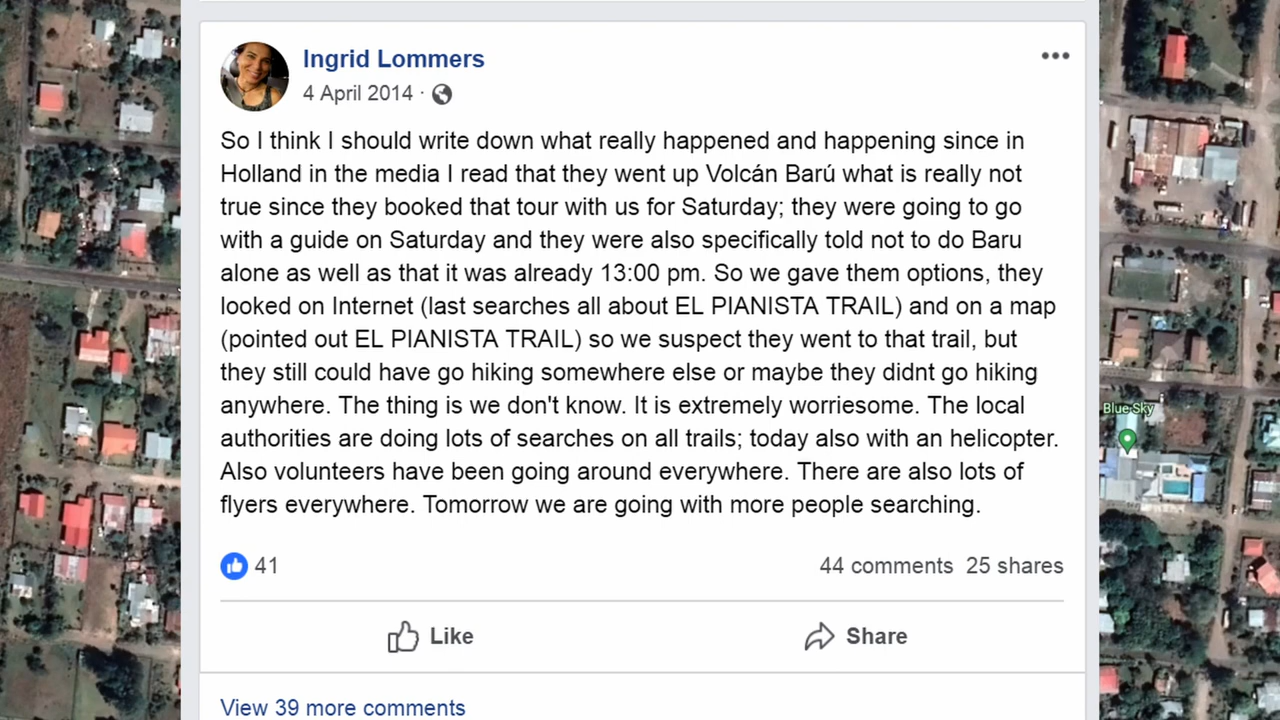 Ingrid Lommers
4 April 2014 ·
So I think I should write down what really happened and happening since in
Holland in the media I read that they went up Volcán Barú what is really not
true since they booked that tour with us for Saturday; they were going to go
with a guide on Saturday and they were also specifically told not to do Baru
alone as well as that it was already 13:00 pm. So we gave them options, they
looked on Internet (last searches all about EL PIANISTA TRAIL) and on a map
(pointed out EL PIANISTA TRAIL) so we suspect they went to that trail, but
they still could have go hiking somewhere else or maybe they didnt go hiking
anywhere. The thing is we don't know. It is extremely worriesome. The local
authorities are doing lots of searches on all trails; today also with an helicopter.
Also volunteers have been going around everywhere. There are also lots of
flyers everywhere. Tomorrow we are going with more people searching.
41
44 comments 25 shares
Like
Share
View 39 more comments
Blue Sky